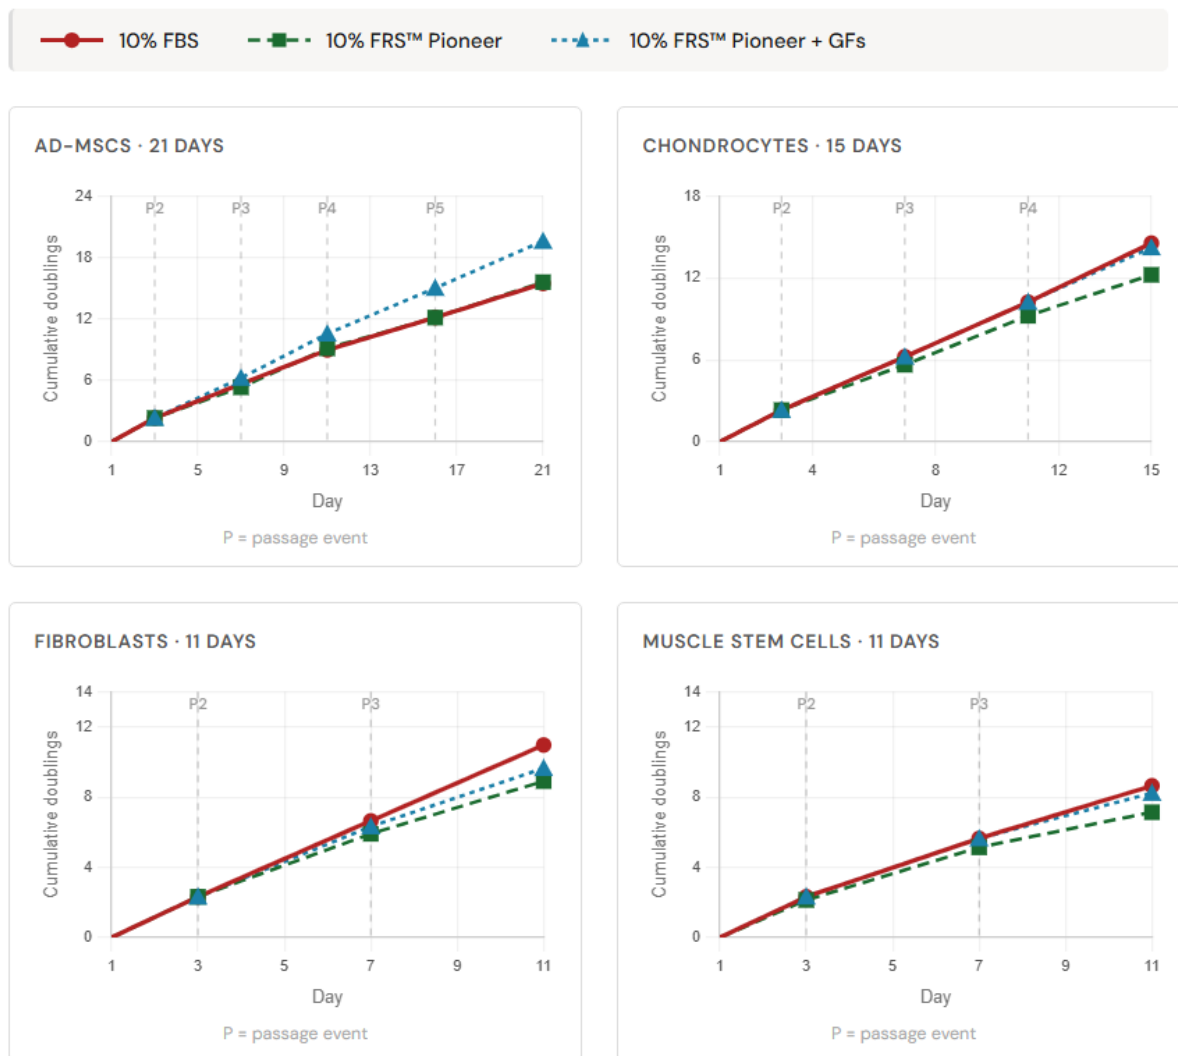 10% FBS
10% FRS™ Pioneer
10% FRS™ Pioneer + GFs
AD-MSCS · 21 DAYS
24
18
12
6
0
P2
P3
P4
P5
Cumulative doublings
1
5
9
13
17
21
Day
P = passage event
CHONDROCYTES · 15 DAYS
18
12
6
0
P2
P3
P4
Cumulative doublings
1
4
8
12
15
Day
P = passage event
FIBROBLASTS · 11 DAYS
14
12
8
4
0
P2
P3
Cumulative doublings
1
3
5
7
9
11
Day
P = passage event
MUSCLE STEM CELLS · 11 DAYS
14
12
8
4
0
P2
P3
Cumulative doublings
1
3
5
7
9
11
Day
P = passage event